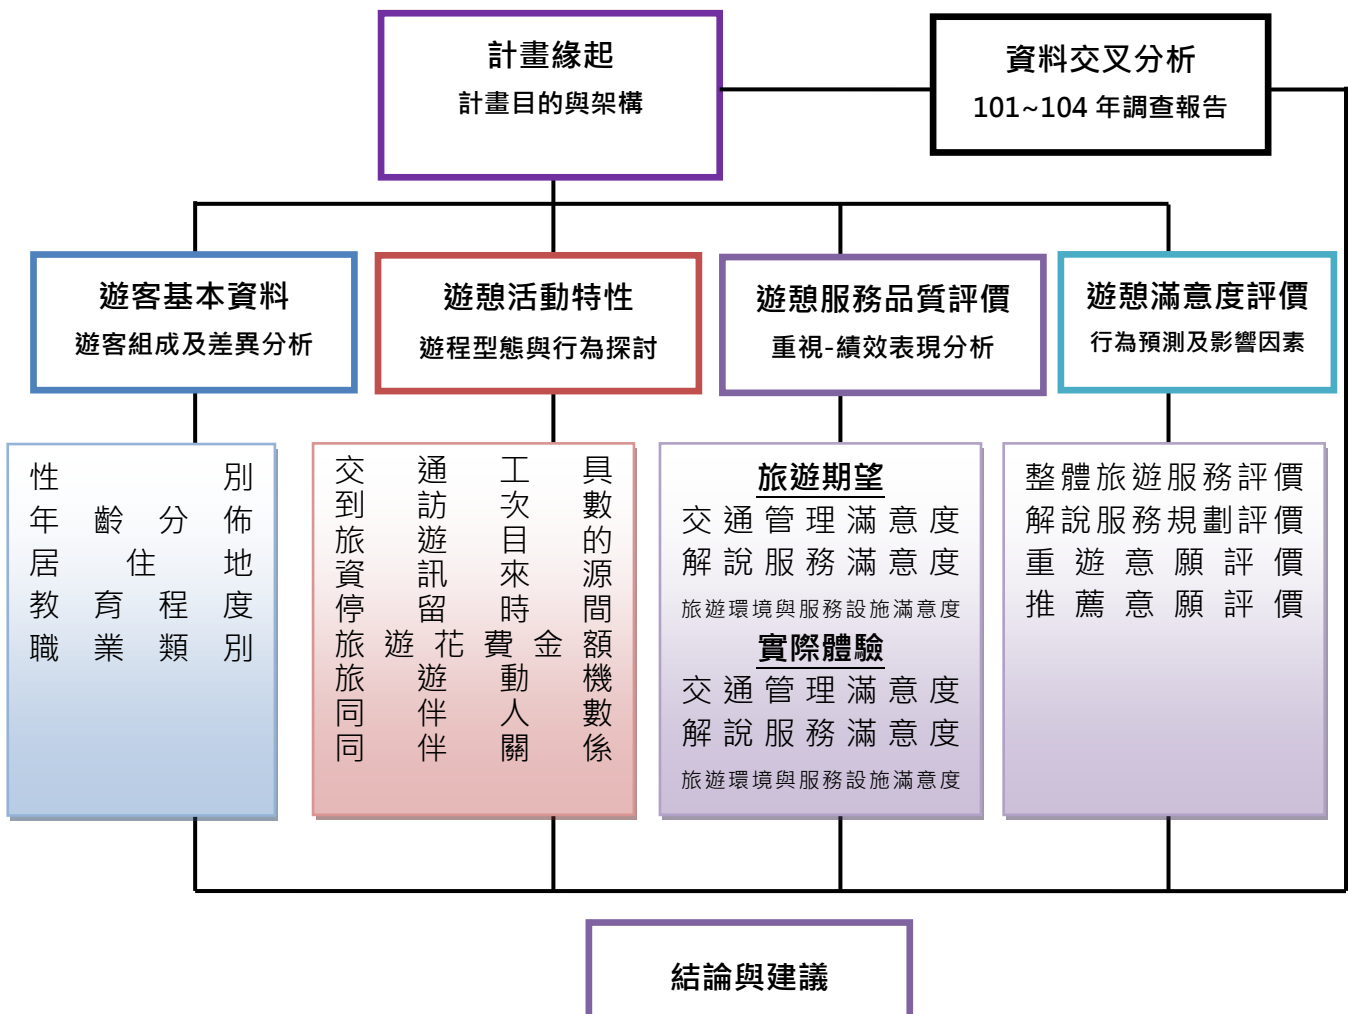 計畫緣起
計畫目的與架構
資料交叉分析
101~104 年調查報告
遊客基本資料
遊客組成及差異分析
遊憩活動特性
遊程型態與行為探討
遊憩服務品質評價
重視-績效表現分析
遊憩滿意度評價
行為預測及影響因素
性別
年齡分佈
居住地
教育程度
職業類別
交通工具
到訪次數
旅遊目的
資訊來源
停留時間
旅遊花費金額
旅遊動機
同伴人數
同伴關係
旅遊期望
交通管理滿意度
解說服務滿意度
旅遊環境與服務設施滿意度
實際體驗
交通管理滿意度
解說服務滿意度
旅遊環境與服務設施滿意度
整體旅遊服務評價
解說服務規劃評價
重遊意願評價
推薦意願評價
結論與建議